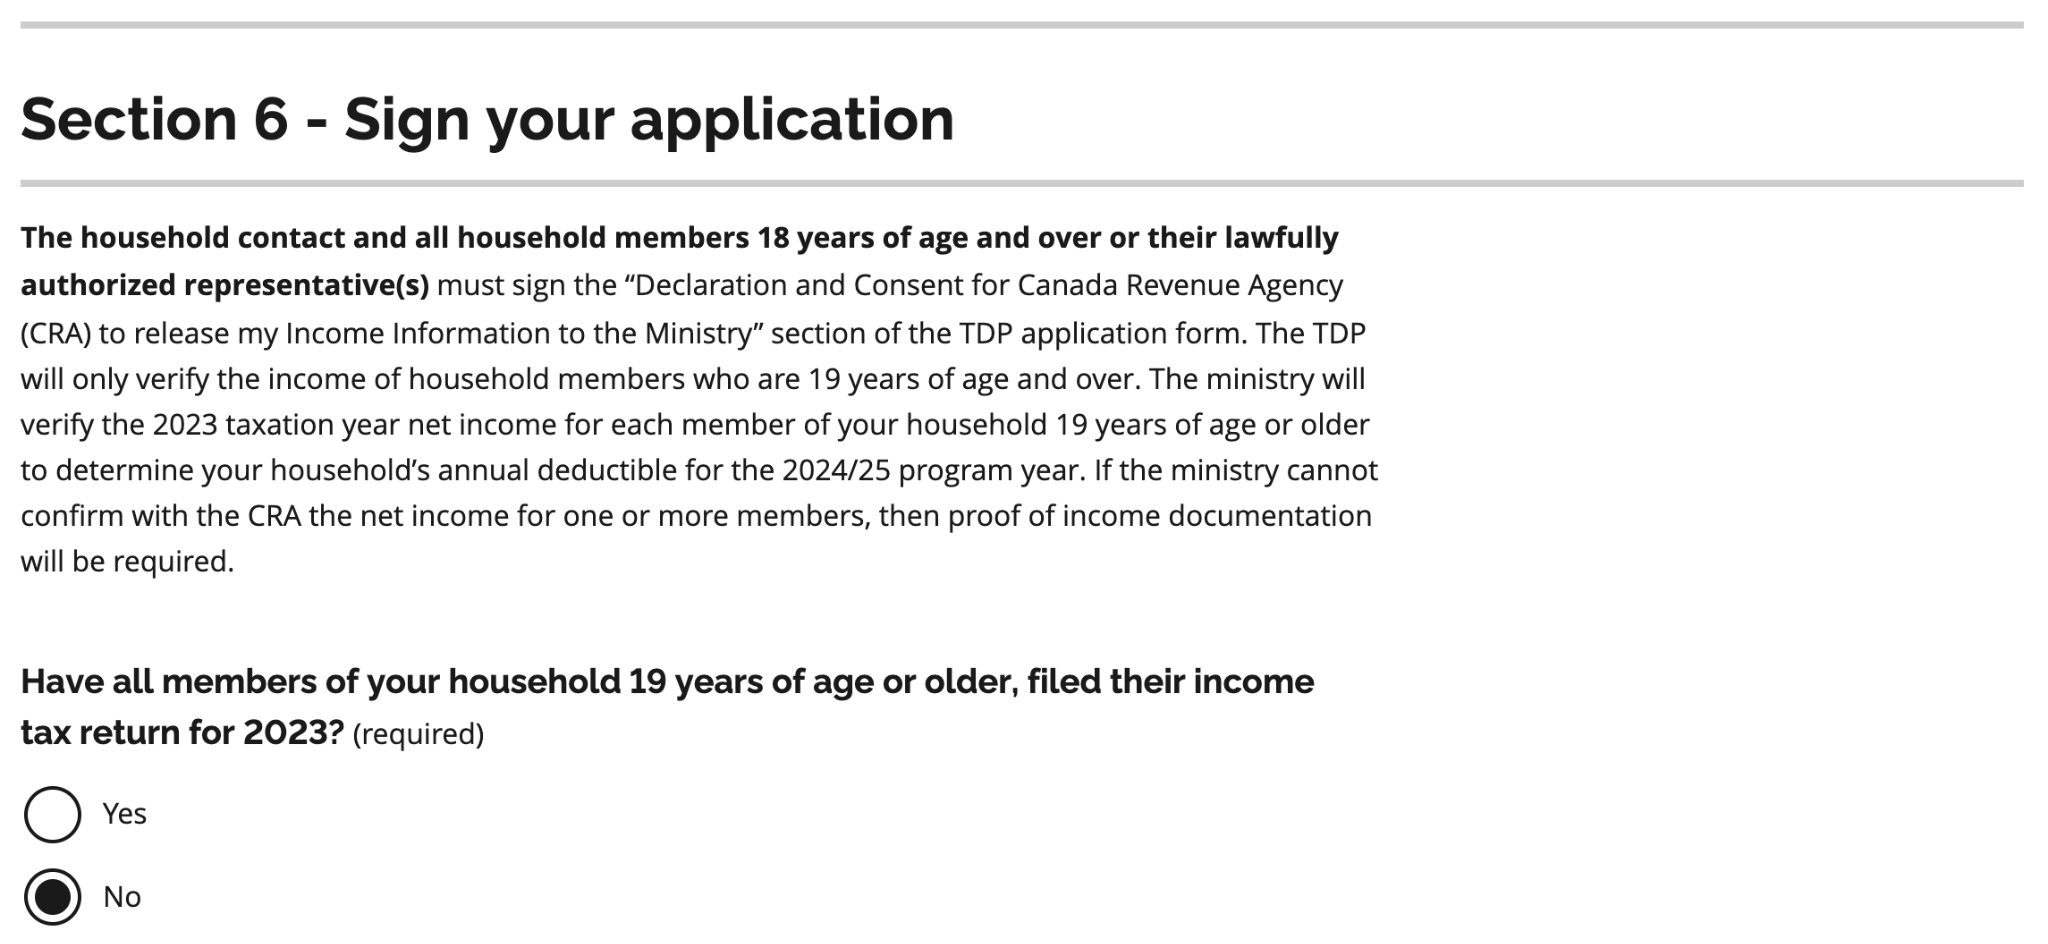 Section 6 - Sign your application
The household contact and all household members 18 years of age and over or their lawfully
authorized representative(s) must sign the “Declaration and Consent for Canada Revenue Agency
(CRA) to release my Income Information to the Ministry” section of the TDP application form. The TDP
will only verify the income of household members who are 19 years of age and over. The ministry will
verify the 2023 taxation year net income for each member of your household 19 years of age or older
to determine your household’s annual deductible for the 2024/25 program year. If the ministry cannot
confirm with the CRA the net income for one or more members, then proof of income documentation
will be required.
Have all members of your household 19 years of age or older, filed their income
tax return for 2023? (required)
Yes
No